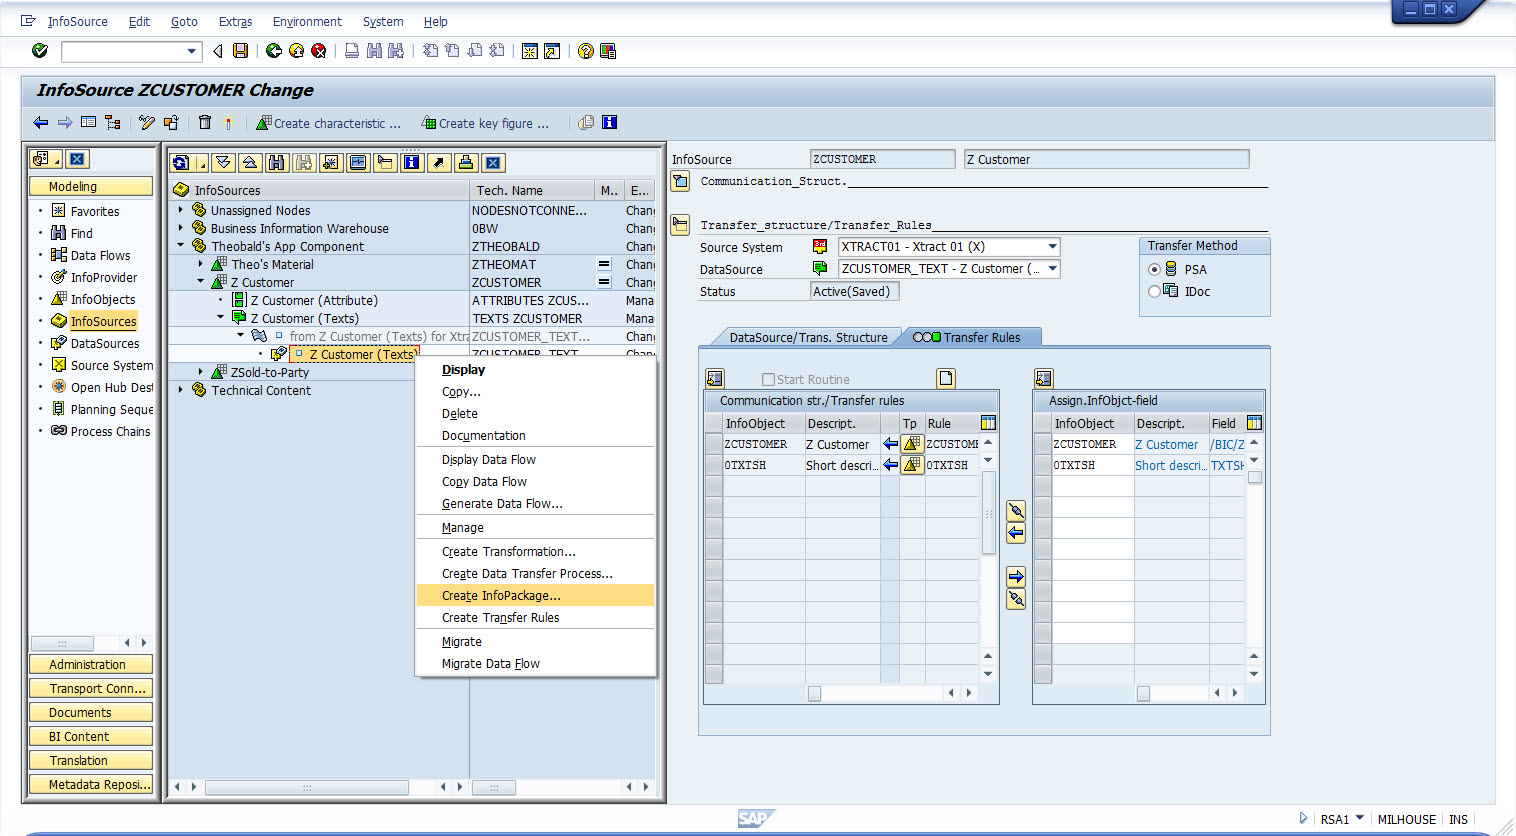 InfoSource Edit Goto Extras Environment System Help
InfoSource ZCUSTOMER Change
Create characteristic ... Create key figure ...
Modeling
Favorites
Find
Data Flows
InfoProvider
InfoObjects
InfoSources
DataSources
Source System
Open Hub Dest
Planning Seque
Process Chains
Administration
Transport Conn...
Documents
BI Content
Translation
Metadata Reposi...
InfoSources Tech. Name M.. E...
Unassigned Nodes NODESNOTCONNE... Chan
Business Information Warehouse 0BW Chan
Theobald's App Component ZTHEOBALD Chan
Theo's Material ZTHEOMAT Chan
Z Customer ZCUSTOMER Chan
Z Customer (Attribute) ATTRIBUTES ZCUS... Mana
Z Customer (Texts) TEXTS ZCUSTOMER Mana
from Z Customer (Texts) for Xtra ZCUSTOMER_TEXT... Chan
Z Customer (Texts) ZCUSTOMER_TEXT Chan
ZSold-to-Party
Technical Content
Display
Copy...
Delete
Documentation
Display Data Flow
Copy Data Flow
Generate Data Flow...
Manage
Create Transformation...
Create Data Transfer Process...
Create InfoPackage...
Create Transfer Rules
Migrate
Migrate Data Flow
InfoSource ZCUSTOMER Z Customer
Communication_Struct.
Transfer_structure/Transfer_Rules
Source System 3rd XTRACT01 - Xtract 01 (X)
DataSource ZCUSTOMER_TEXT - Z Customer (...
Status Active(Saved)
Transfer Method
PSA
IDoc
DataSource/Trans. Structure Transfer Rules
Start Routine
Communication str./Transfer rules
InfoObject Descript. Tp Rule
ZCUSTOMER Z Customer ZCUSTOME
0TXTSH Short descri... 0TXTSH
Assign.InfObjct-field
InfoObject Descript. Field
ZCUSTOMER Z Customer /BIC/Z
0TXTSH Short descri... TXTSH
SAP RSA1 MILHOUSE INS